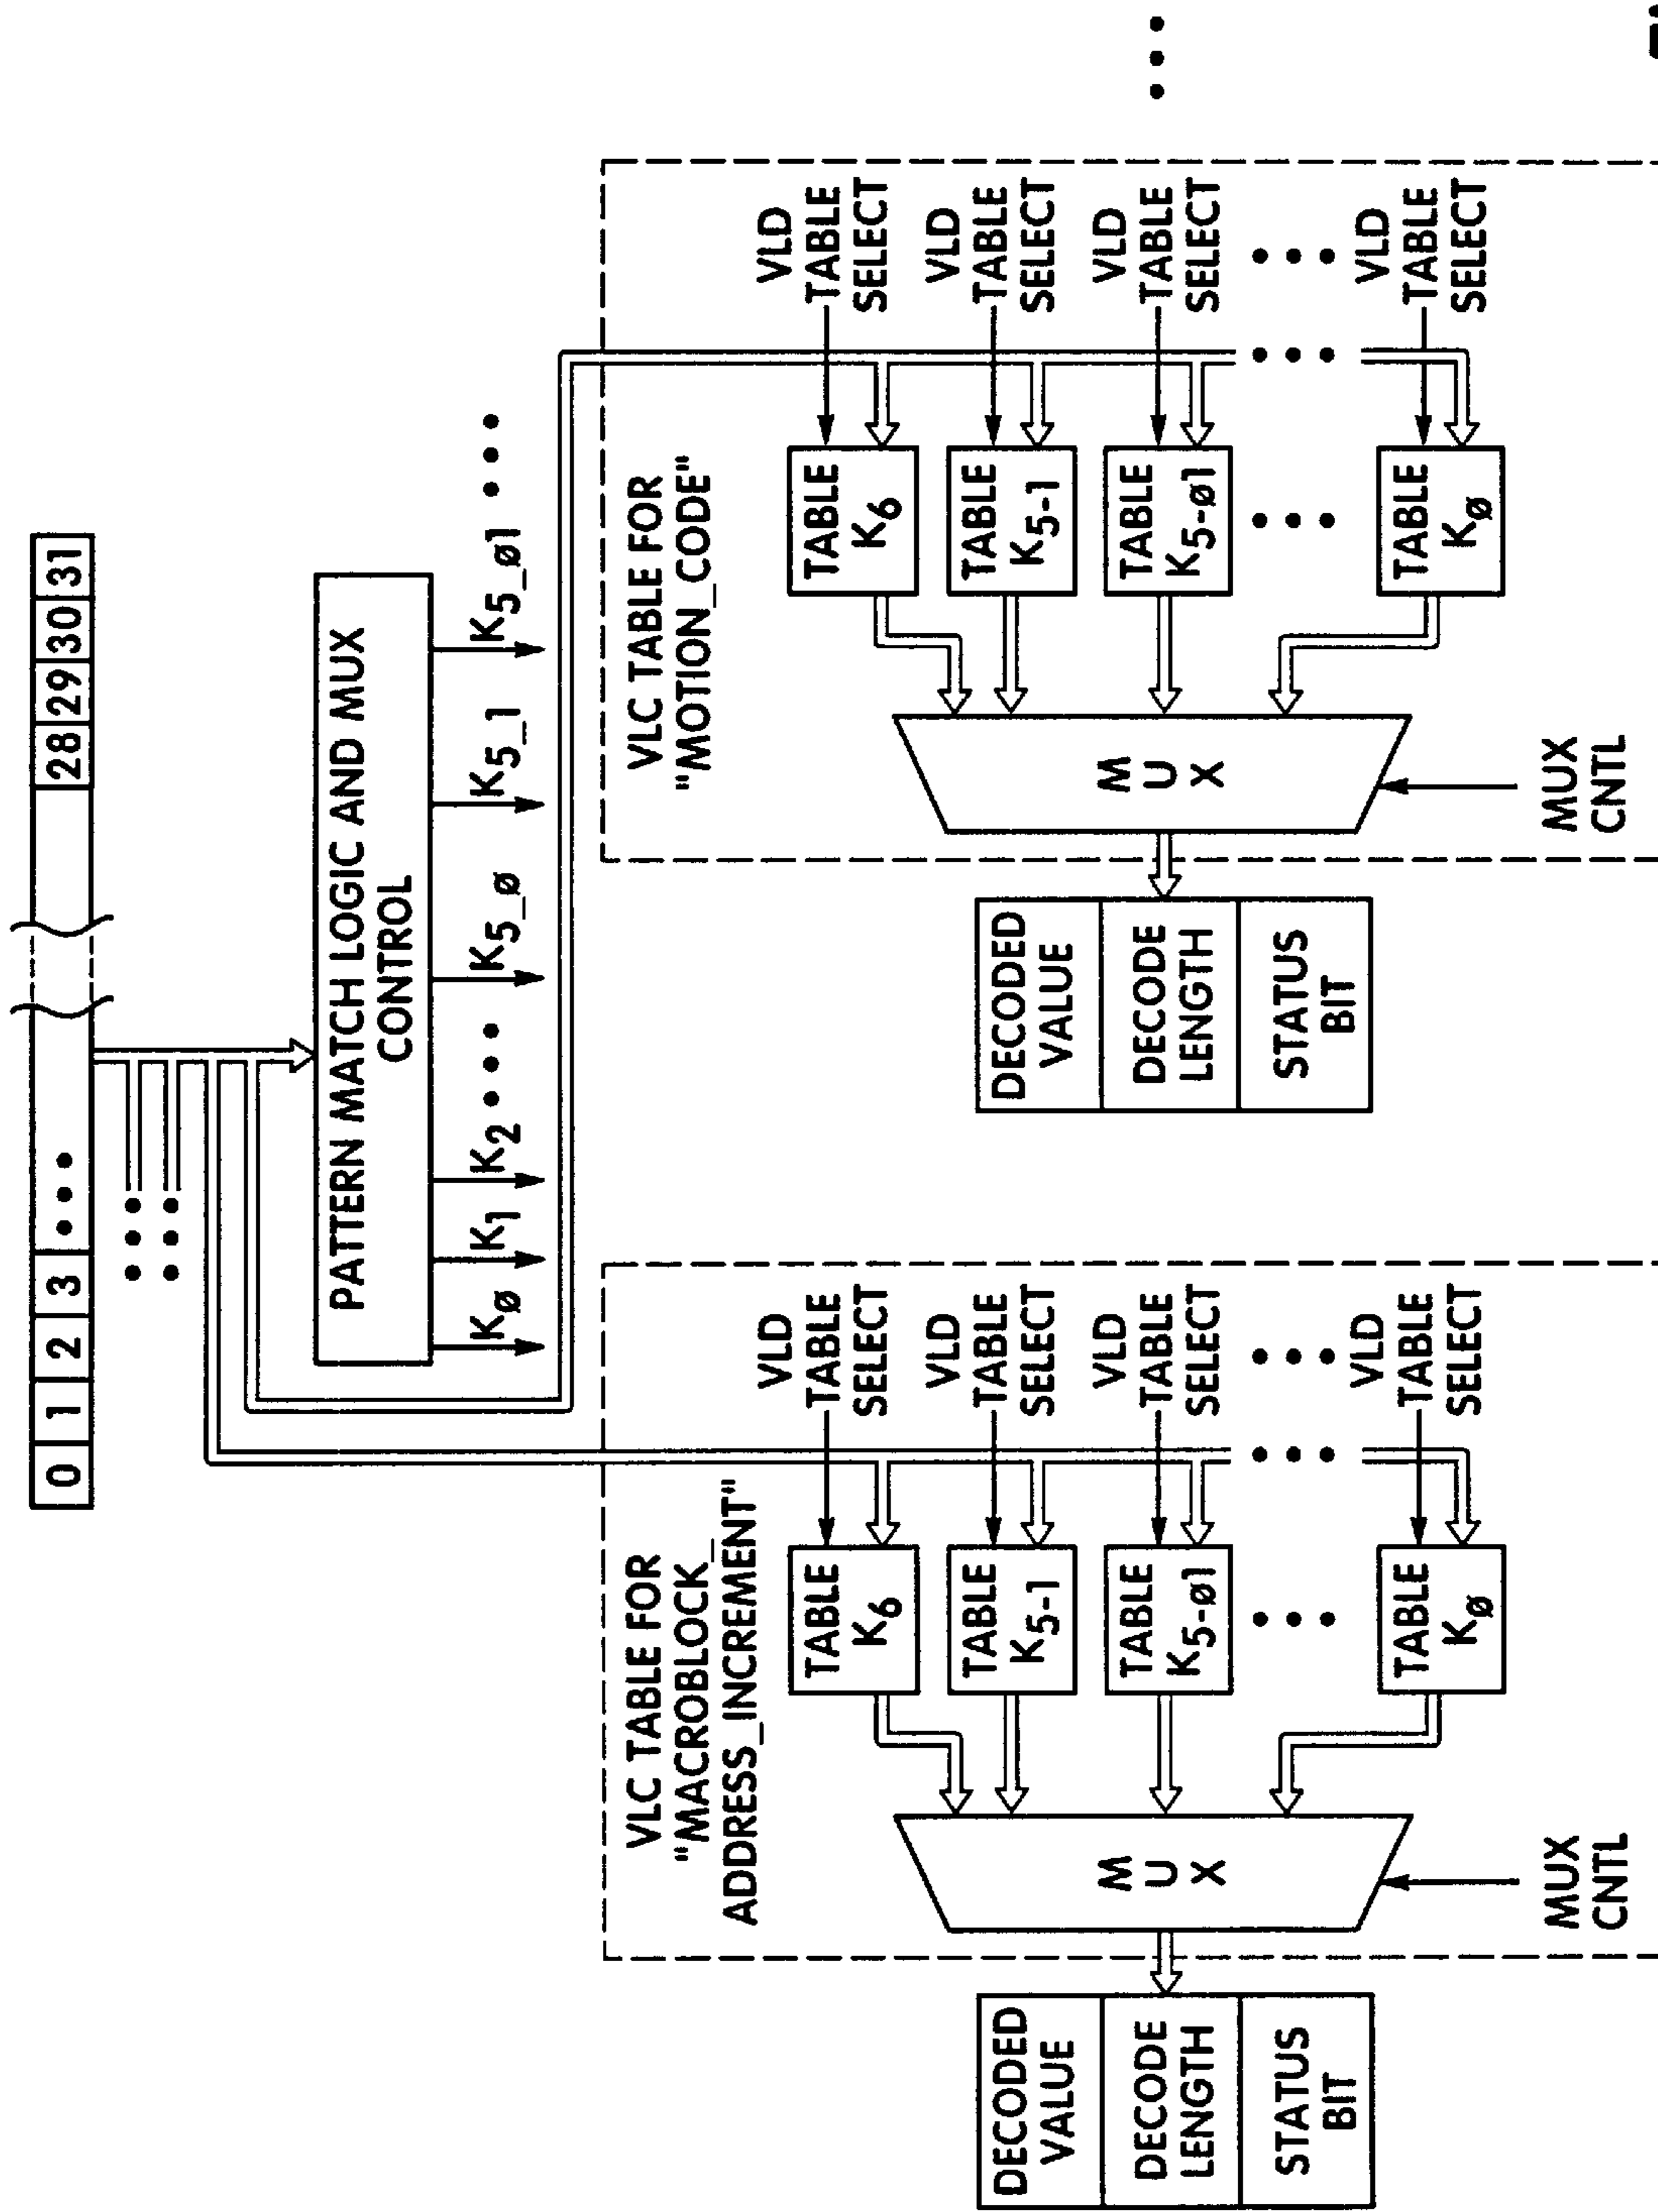 0 1 2 3 ••• 28 29 30 31
PATTERN MATCH LOGIC AND MUX
CONTROL
Kø K1 K2 ••• K5_ø K5_1 K5_ø1 •••
VLC TABLE FOR
"MACROBLOCK_
ADDRESS_INCREMENT"
VLD
TABLE
SELECT
TABLE
K6
VLD
TABLE
SELECT
TABLE
K5-1
VLD
TABLE
SELECT
TABLE
K5-ø1
VLD
TABLE
SELECT
TABLE
Kø
MUX
MUX
CNTL
DECODED
VALUE
DECODE
LENGTH
STATUS
BIT
VLC TABLE FOR
"MOTION_CODE"
VLD
TABLE
SELECT
TABLE
K6
VLD
TABLE
SELECT
TABLE
K5-1
VLD
TABLE
SELECT
TABLE
K5-ø1
VLD
TABLE
SELECT
TABLE
Kø
MUX
MUX
CNTL
DECODED
VALUE
DECODE
LENGTH
STATUS
BIT